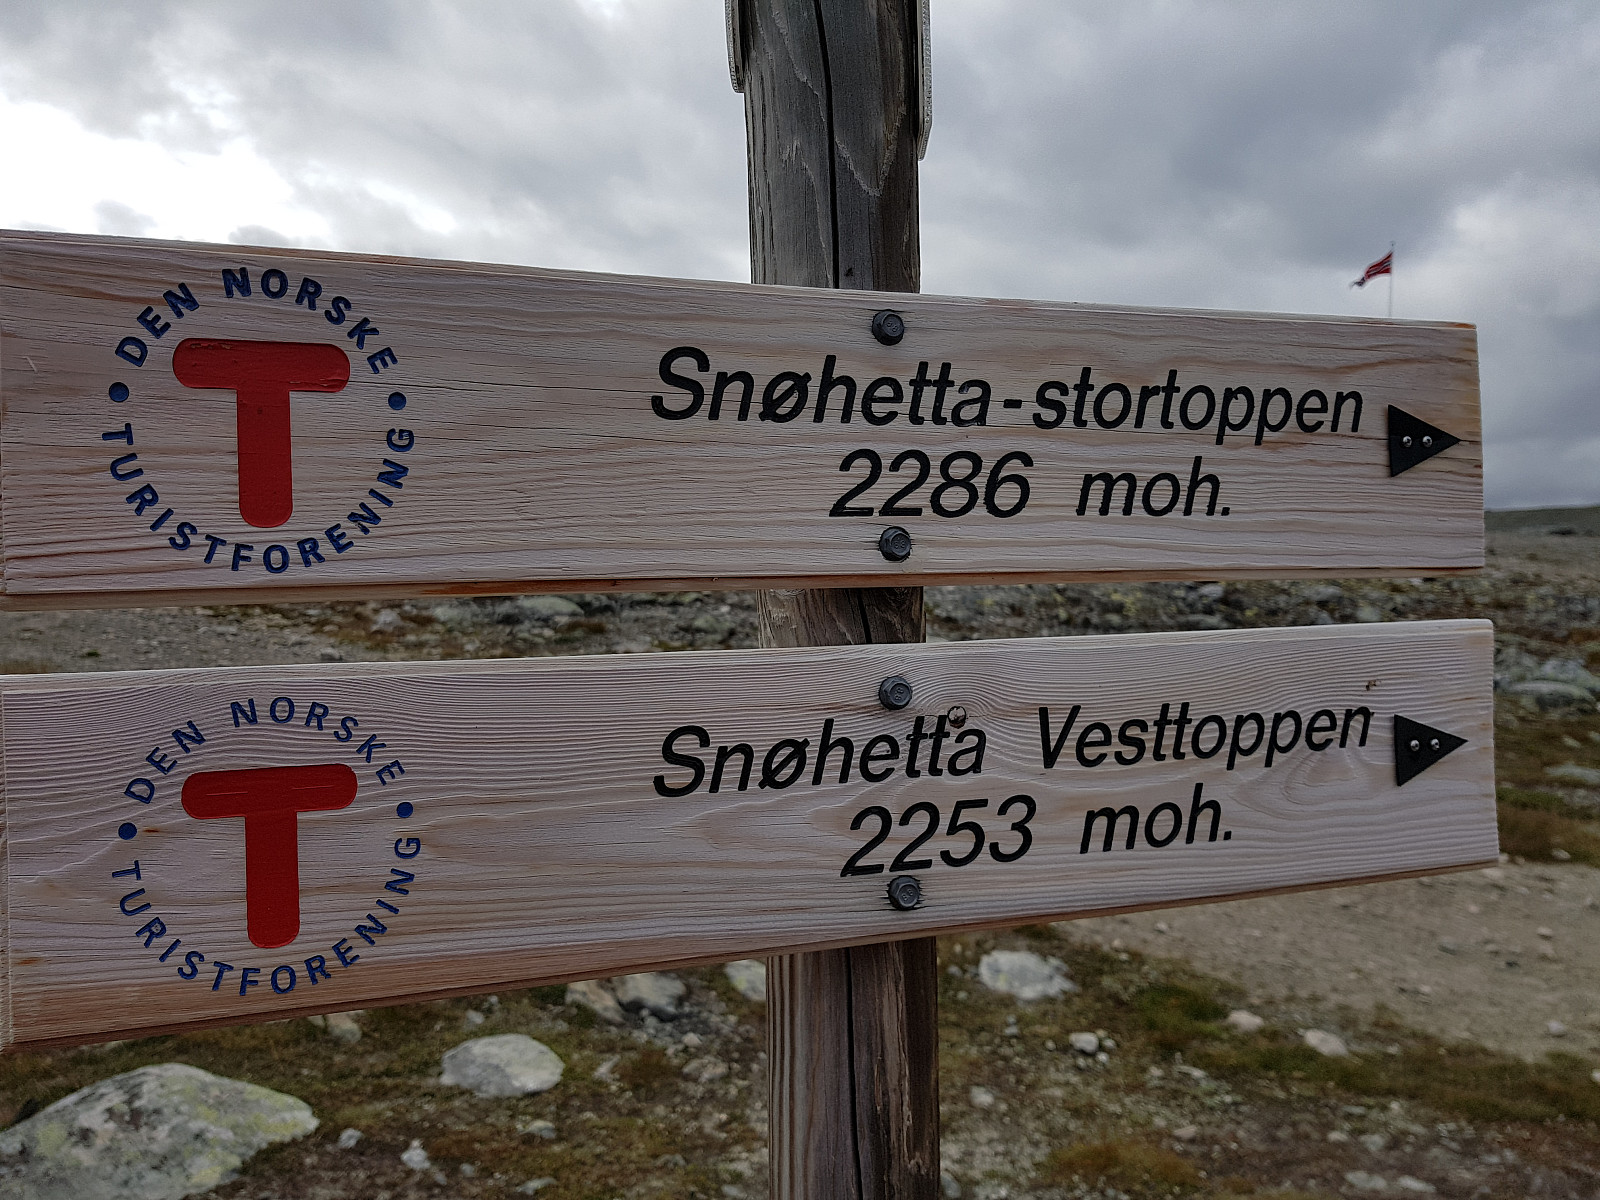 DEN NORSKE
TURISTFORENING
T
Snøhetta-stortoppen
2286 moh.
DEN NORSKE
TURISTFORENING
T
Snøhetta Vesttoppen
2253 moh.